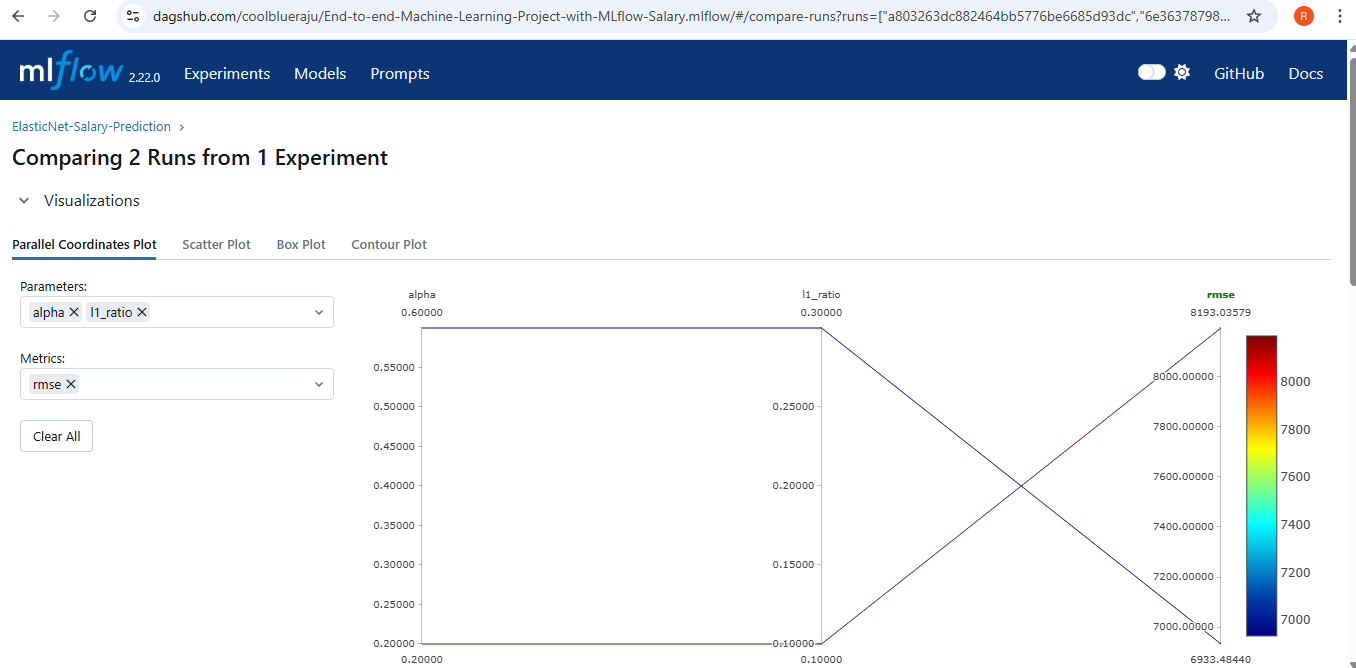 dagshub.com/coolblueraju/End-to-end-Machine-Learning-Project-with-MLflow-Salary.mlflow/#/compare-runs?runs=["a803263dc882464bb5776be6685d93dc","6e36378798...
R
mlflow 2.22.0 Experiments Models Prompts GitHub Docs
ElasticNet-Salary-Prediction >
Comparing 2 Runs from 1 Experiment
Visualizations
Parallel Coordinates Plot Scatter Plot Box Plot Contour Plot
Parameters:
alpha l1_ratio
Metrics:
rmse
Clear All
alpha
0.60000
0.55000
0.50000
0.45000
0.40000
0.35000
0.30000
0.25000
0.20000
0.20000
l1_ratio
0.30000
0.25000
0.20000
0.15000
0.10000
0.10000
rmse
8193.03579
8000.00000
7800.00000
7600.00000
7400.00000
7200.00000
7000.00000
6933.48440
8000
7800
7600
7400
7200
7000